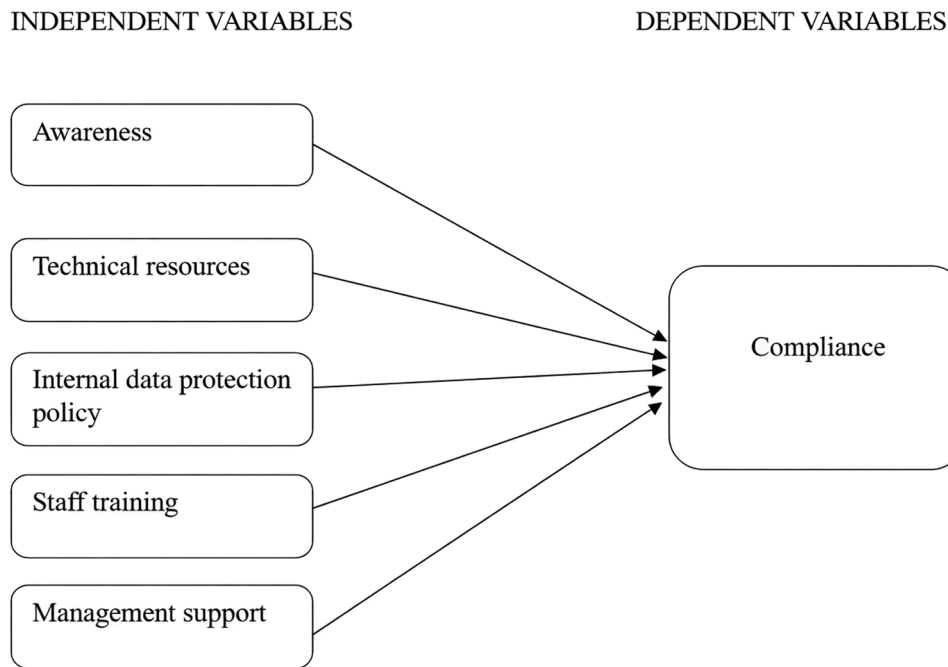 INDEPENDENT VARIABLES
DEPENDENT VARIABLES
Awareness
Technical resources
Internal data protection
policy
Staff training
Management support
Compliance